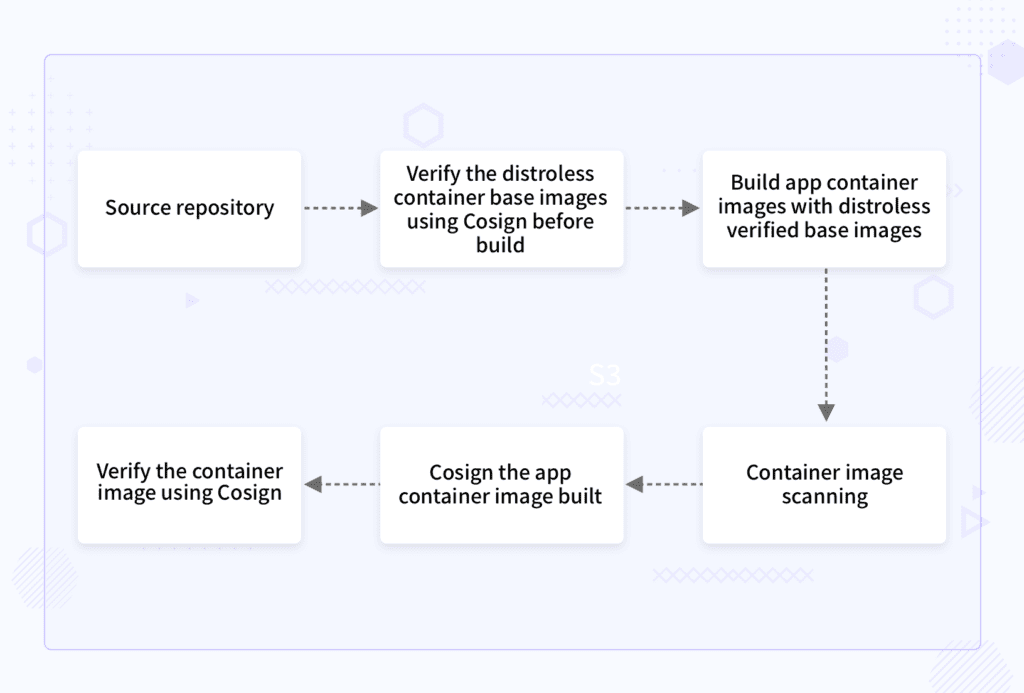 Source repository
Verify the distroless
container base images
using Cosign before
build
Build app container
images with distroless
verified base images
S3
Verify the container
image using Cosign
Cosign the app
container image built
Container image
scanning